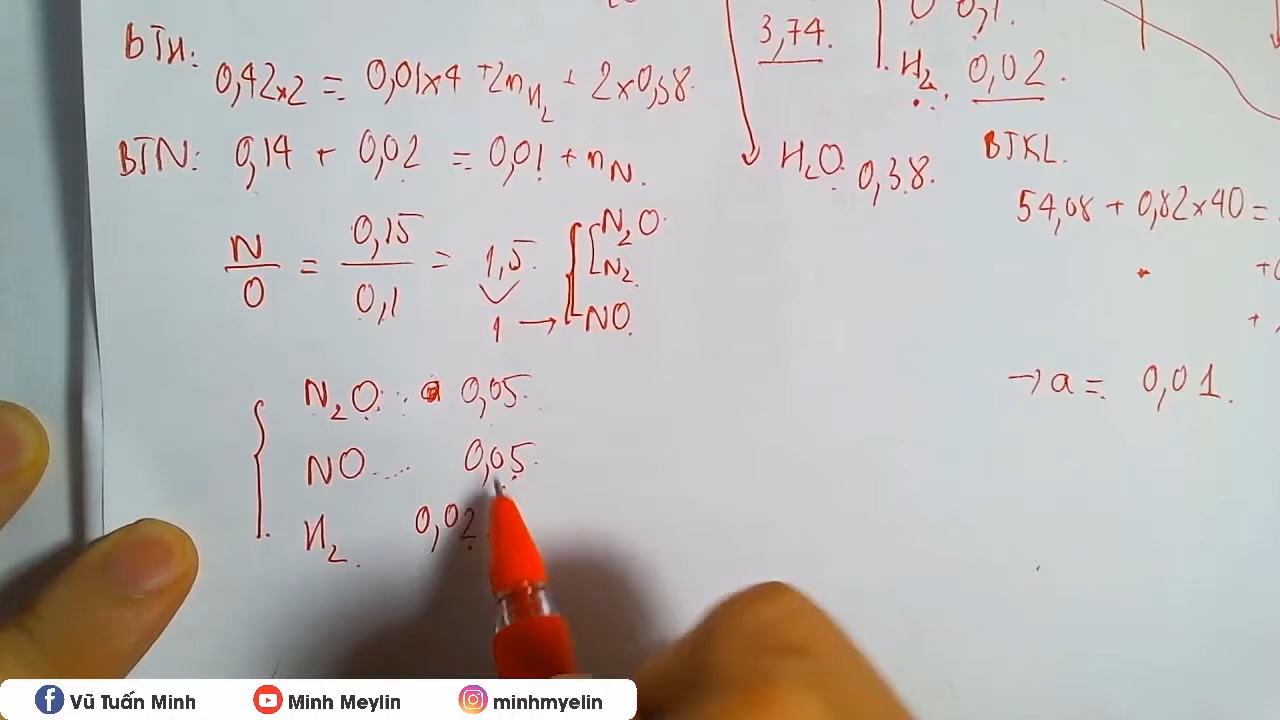 BTH:
0,42x2 = 0,01x4 + 2nH2 + 2x0,38.
BTN: 0,14 + 0,02 = 0,01 + nN.
N/O = 0,15/0,1 = 1,5.
N2O.
N2.
1 → NO.
N2O: 0,05.
NO 0,05.
H2 0,02
3,74.
O 0,1.
H2 0,02.
H2O 0,38.
BTKL.
54,08 + 0,82x40 =
→ a = 0,01.
Vũ Tuấn Minh
Minh Meylin
minhmyelin